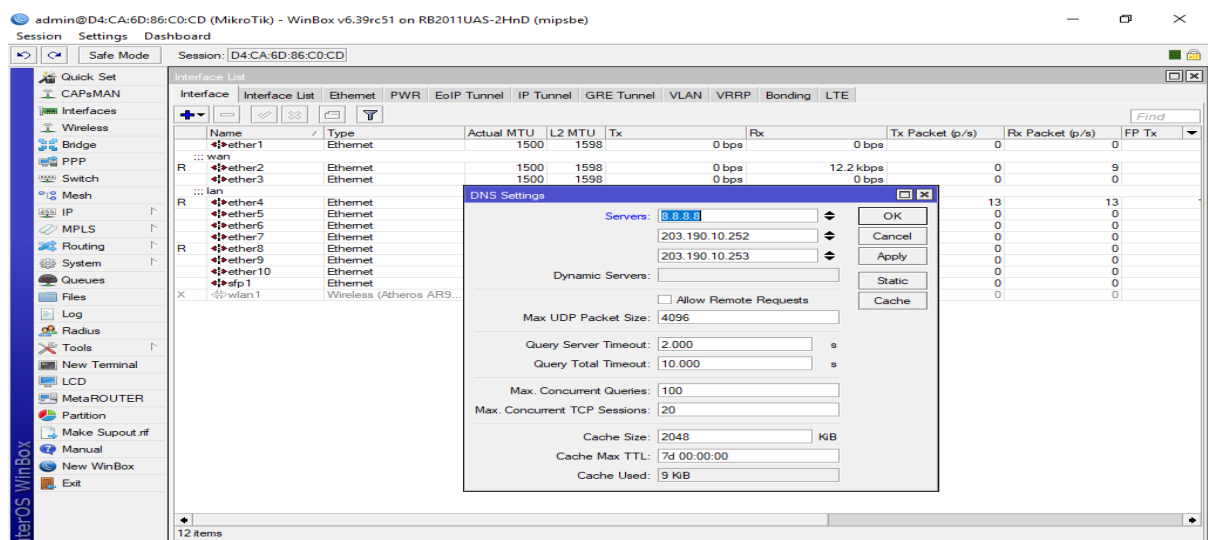 admin@D4:CA:6D:86:C0:CD (MikroTik) - WinBox v6.39rc51 on RB2011UAS-2HnD (mipsbe)
Session Settings Dashboard
Safe Mode Session: D4:CA:6D:86:C0:CD
Quick Set
CAPsMAN
Interfaces
Wireless
Bridge
PPP
Switch
Mesh
IP
MPLS
Routing
System
Queues
Files
Log
Radius
Tools
New Terminal
LCD
MetaROUTER
Partition
Make Supout.rif
Manual
New WinBox
Exit
terOS WinBox
Interface List
Interface Interface List Ethernet PWR EoIP Tunnel IP Tunnel GRE Tunnel VLAN VRRP Bonding LTE
Find
Name Type Actual MTU L2 MTU Tx Rx Tx Packet (p/s) Rx Packet (p/s) FP Tx
ether1 Ethernet 1500 1598 0 bps 0 bps 0 0
::: wan
R ether2 Ethernet 1500 1598 0 bps 12.2 kbps 0 9
ether3 Ethernet 1500 1598 0 bps 0 bps 0 0
::: lan
R ether4 Ethernet 13 13 1
ether5 Ethernet 0 0
ether6 Ethernet 0 0
ether7 Ethernet 0 0
R ether8 Ethernet 0 0
ether9 Ethernet 0 0
ether10 Ethernet 0 0
sfp1 Ethernet 0 0
X wlan1 Wireless (Atheros AR9... 0 0
12 items
DNS Settings
Servers: 8.8.8.8
203.190.10.252
203.190.10.253
Dynamic Servers:
Allow Remote Requests
Max UDP Packet Size: 4096
Query Server Timeout: 2.000 s
Query Total Timeout: 10.000 s
Max. Concurrent Queries: 100
Max. Concurrent TCP Sessions: 20
Cache Size: 2048 KiB
Cache Max TTL: 7d 00:00:00
Cache Used: 9 KiB
OK
Cancel
Apply
Static
Cache